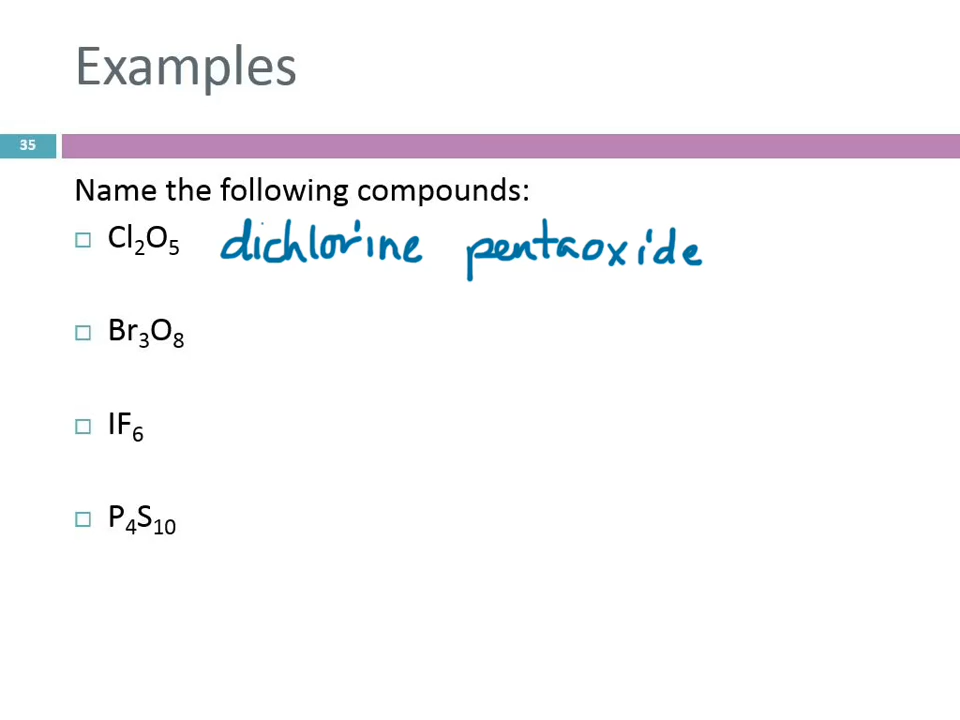 Examples
35
Name the following compounds:
Cl₂O₅ dichlorine pentaoxide
Br₃O₈
IF₆
P₄S₁₀